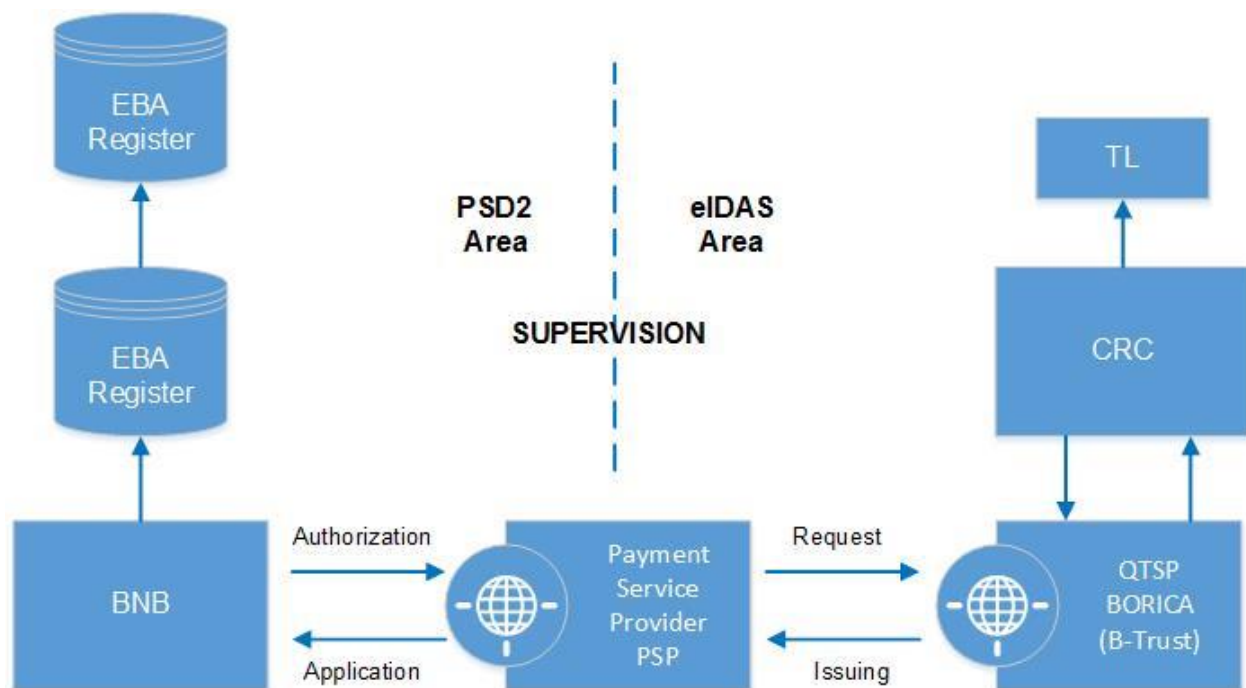 EBA
Register
TL
PSD2
Area
eIDAS
Area
EBA
Register
SUPERVISION
CRC
BNB
Authorization
Application
Payment
Service
Provider
PSP
Request
Issuing
QTSP
BORICA
(B-Trust)